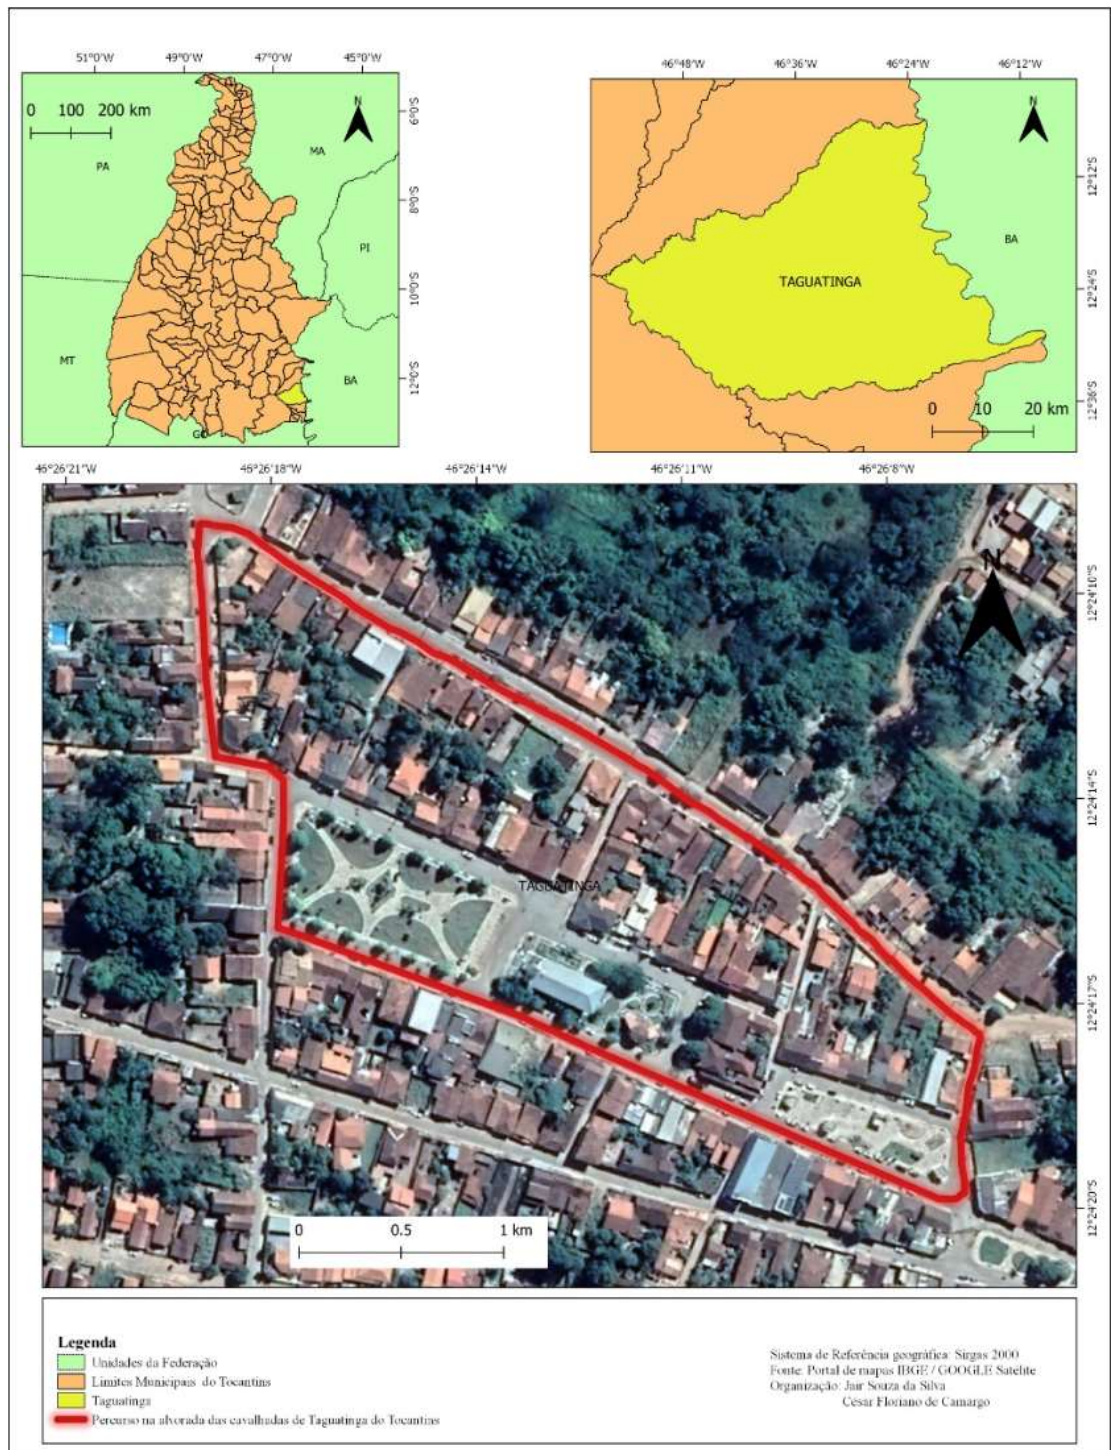 51°0'W 49°0'W 47°0'W 45°0'W
N
0 100 200 km
6°0'S
MA
PA
8°0'S
PI
10°0'S
MT
BA
12°0'S
GO
46°48'W 46°36'W 46°24'W 46°12'W
N
12°12'S
BA
TAGUATINGA
12°24'S
12°36'S
0 10 20 km
46°26'21"W 46°26'18"W 46°26'14"W 46°26'11"W 46°26'8"W
N
12°24'10"S
12°24'14"S
TAGUATINGA
12°24'17"S
12°24'20"S
0 0.5 1 km
Legenda
Unidades da Federação
Limites Municipais do Tocantins
Taguatinga
Percurso na alvorada das cavalhadas de Taguatinga do Tocantins
Sistema de Referência geográfica: Sirgas 2000
Fonte: Portal de mapas IBGE / GOOGLE Satélite
Organização: Jair Souza da Silva
César Floriano de Camargo